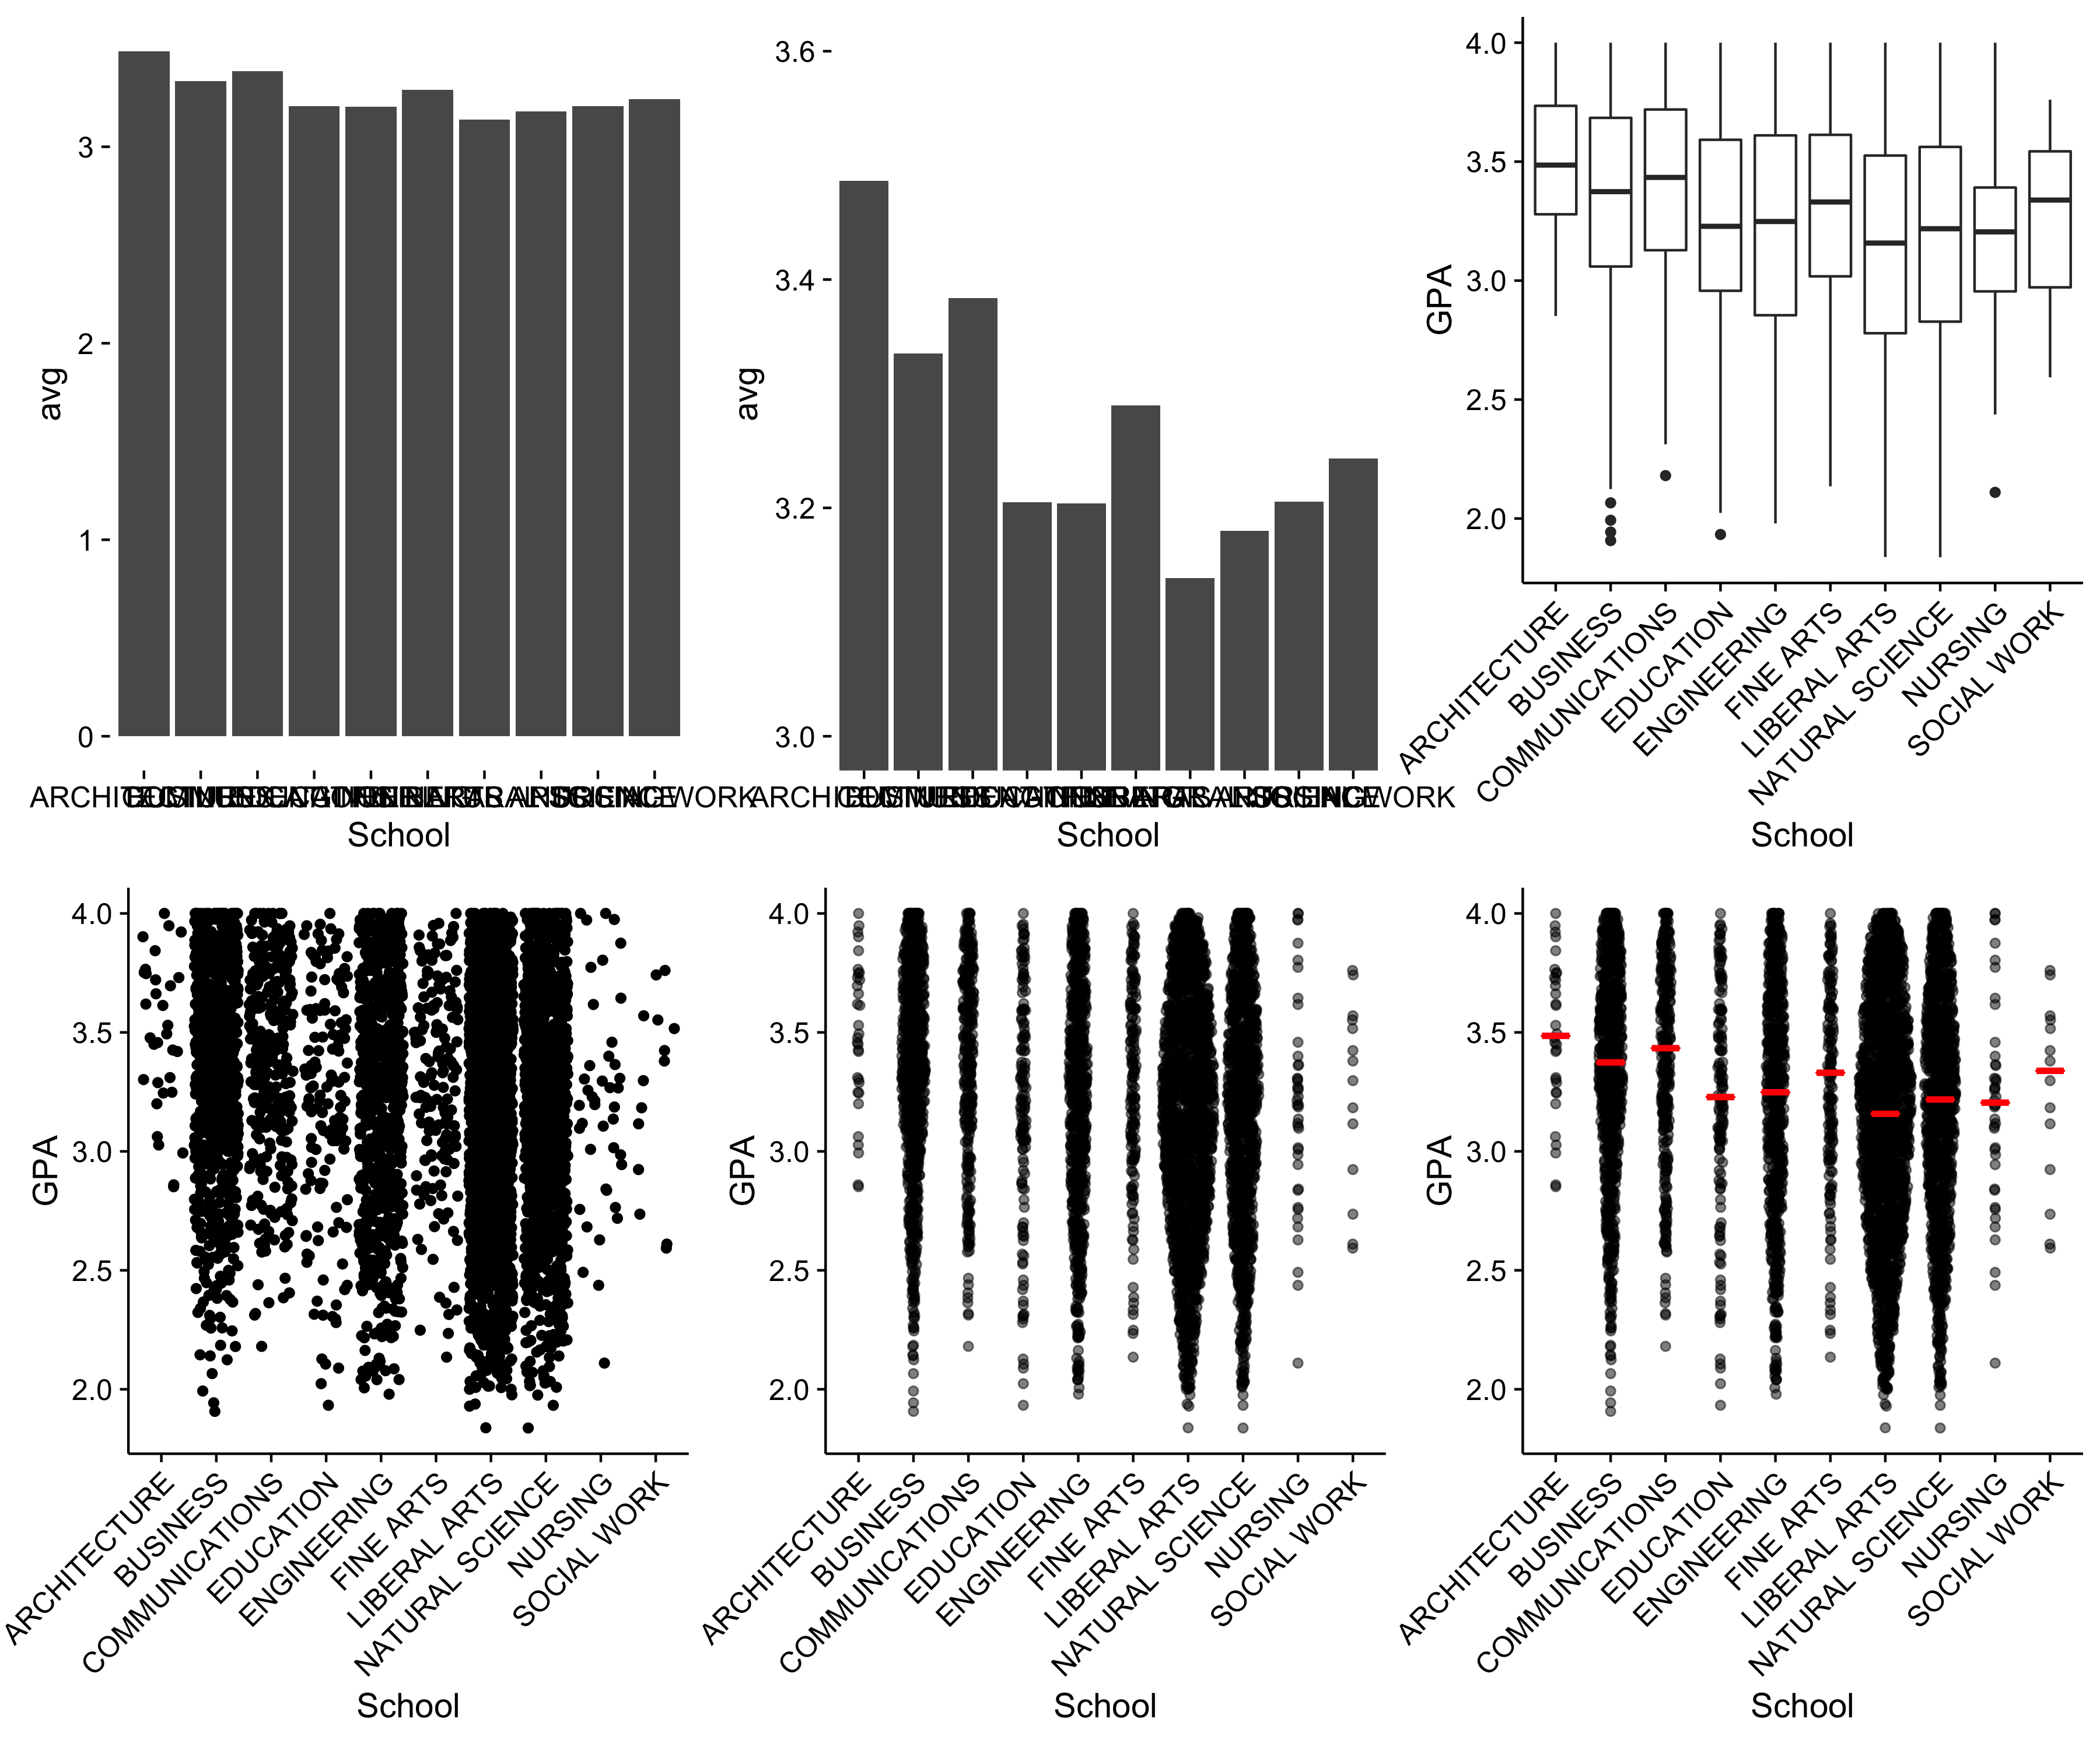 3
2
1
0
avg
School
3.6
3.4
3.2
3.0
avg
School
4.0
3.5
3.0
2.5
2.0
GPA
ARCHITECTURE
BUSINESS
COMMUNICATIONS
EDUCATION
ENGINEERING
FINE ARTS
LIBERAL ARTS
NATURAL SCIENCE
NURSING
SOCIAL WORK
School
4.0
3.5
3.0
2.5
2.0
GPA
ARCHITECTURE
BUSINESS
COMMUNICATIONS
EDUCATION
ENGINEERING
FINE ARTS
LIBERAL ARTS
NATURAL SCIENCE
NURSING
SOCIAL WORK
School
4.0
3.5
3.0
2.5
2.0
GPA
ARCHITECTURE
BUSINESS
COMMUNICATIONS
EDUCATION
ENGINEERING
FINE ARTS
LIBERAL ARTS
NATURAL SCIENCE
NURSING
SOCIAL WORK
School
4.0
3.5
3.0
2.5
2.0
GPA
ARCHITECTURE
BUSINESS
COMMUNICATIONS
EDUCATION
ENGINEERING
FINE ARTS
LIBERAL ARTS
NATURAL SCIENCE
NURSING
SOCIAL WORK
School